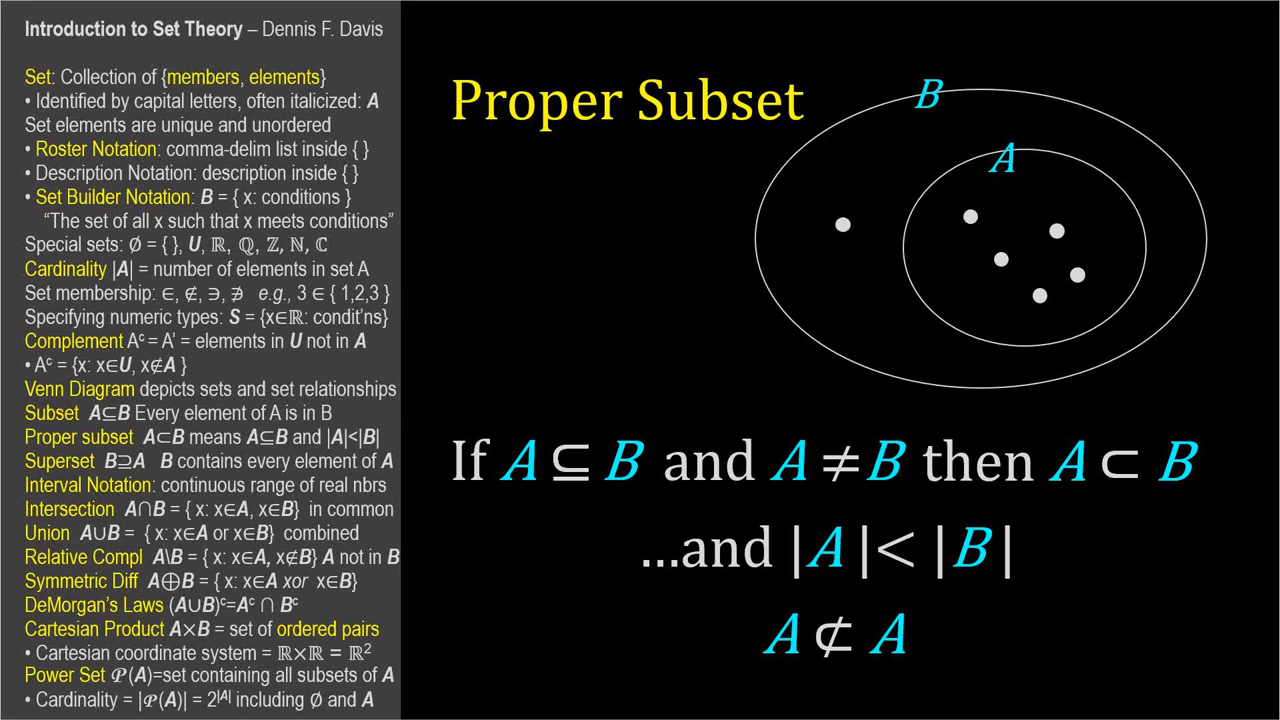 Introduction to Set Theory – Dennis F. Davis
Set: Collection of {members, elements}
• Identified by capital letters, often italicized: A
Set elements are unique and unordered
• Roster Notation: comma-delim list inside { }
• Description Notation: description inside { }
• Set Builder Notation: B = { x: conditions }
“The set of all x such that x meets conditions”
Special sets: ∅ = { }, U, ℝ, ℚ, ℤ, ℕ, ℂ
Cardinality |A| = number of elements in set A
Set membership: ∈, ∉, ∋, ∌ e.g., 3 ∈ { 1,2,3 }
Specifying numeric types: S = {x∈ℝ: condit’ns}
Complement Aᶜ = A’ = elements in U not in A
• Aᶜ = {x: x∈U, x∉A }
Venn Diagram depicts sets and set relationships
Subset A⊆B Every element of A is in B
Proper subset A⊂B means A⊆B and |A|<|B|
Superset B⊇A B contains every element of A
Interval Notation: continuous range of real nbrs
Intersection A∩B = { x: x∈A, x∈B} in common
Union A∪B = { x: x∈A or x∈B} combined
Relative Compl A\B = { x: x∈A, x∉B} A not in B
Symmetric Diff A⨁B = { x: x∈A xor x∈B}
DeMorgan’s Laws (A∪B)ᶜ=Aᶜ ∩ Bᶜ
Cartesian Product A×B = set of ordered pairs
• Cartesian coordinate system = ℝ×ℝ = ℝ²
Power Set 𝒫(A)=set containing all subsets of A
• Cardinality = |𝒫(A)| = 2^|A| including ∅ and A
Proper Subset
B
A
If A ⊆ B and A ≠ B then A ⊂ B
...and |A|< |B|
A ⊄ A